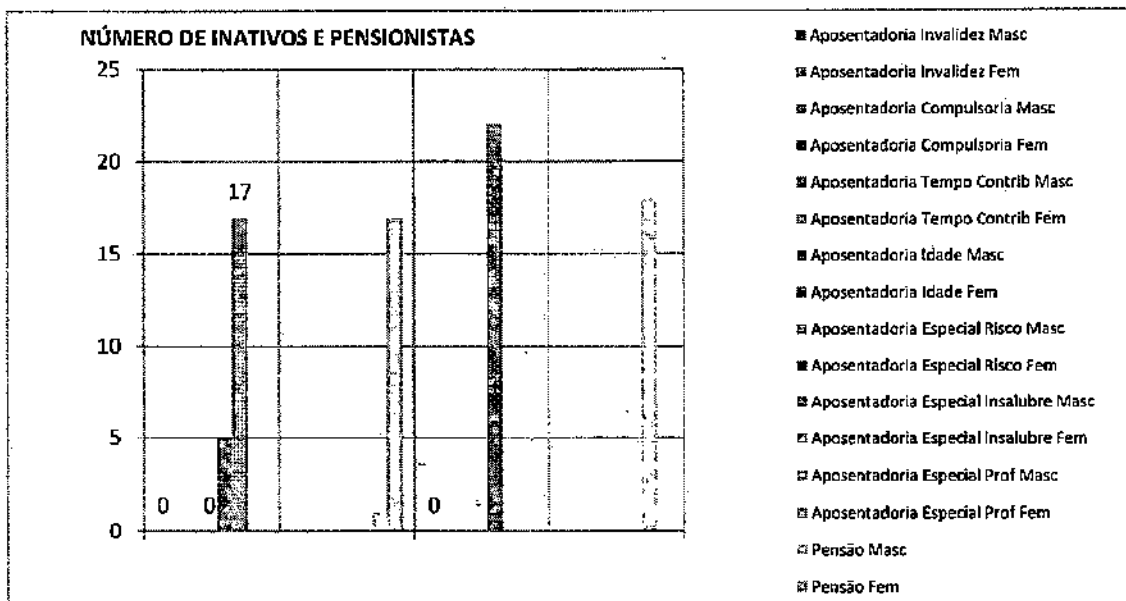 NÚMERO DE INATIVOS E PENSIONISTAS
25
20
17
15
10
5
0 0 0
0
Aposentadoria Invalidez Masc
Aposentadoria Invalidez Fem
Aposentadoria Compulsoria Masc
Aposentadoria Compulsoria Fem
Aposentadoria Tempo Contrib Masc
Aposentadoria Tempo Contrib Fem
Aposentadoria Idade Masc
Aposentadoria Idade Fem
Aposentadoria Especial Risco Masc
Aposentadoria Especial Risco Fem
Aposentadoria Especial Insalubre Masc
Aposentadoria Especial Insalubre Fem
Aposentadoria Especial Prof Masc
Aposentadoria Especial Prof Fem
Pensão Masc
Pensão Fem